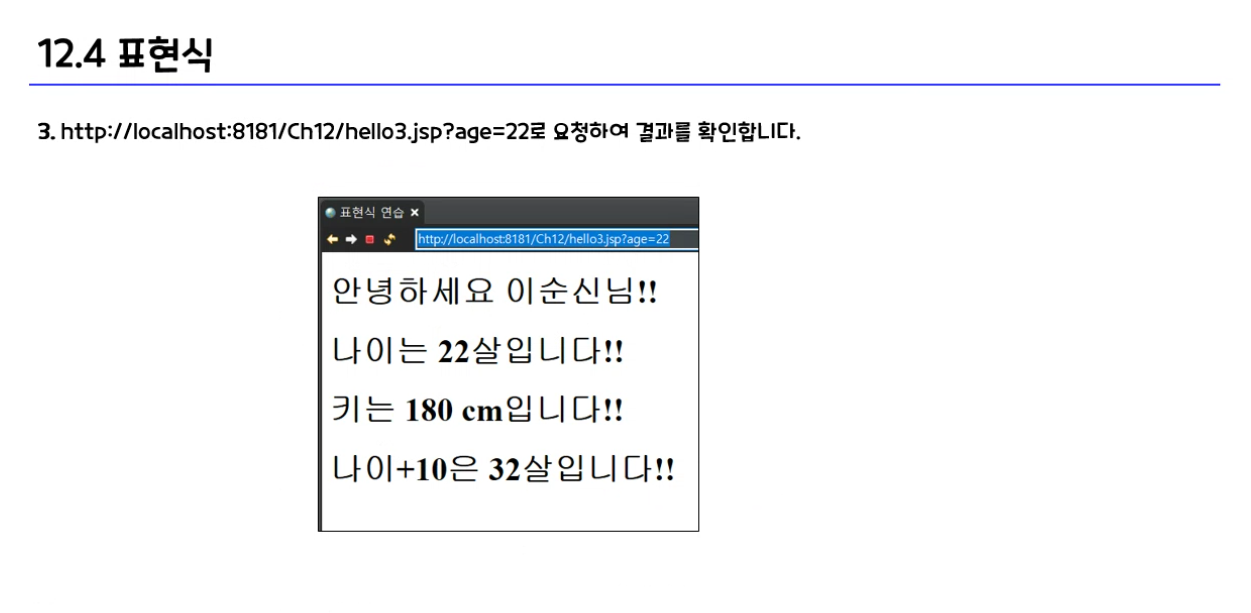 12.4 표현식
3. http://localhost:8181/Ch12/hello3.jsp?age=22로 요청하여 결과를 확인합니다.
표현식 연습
http://localhost:8181/Ch12/hello3.jsp?age=22
안녕하세요 이순신님!!
나이는 22살입니다!!
키는 180 cm입니다!!
나이+10은 32살입니다!!